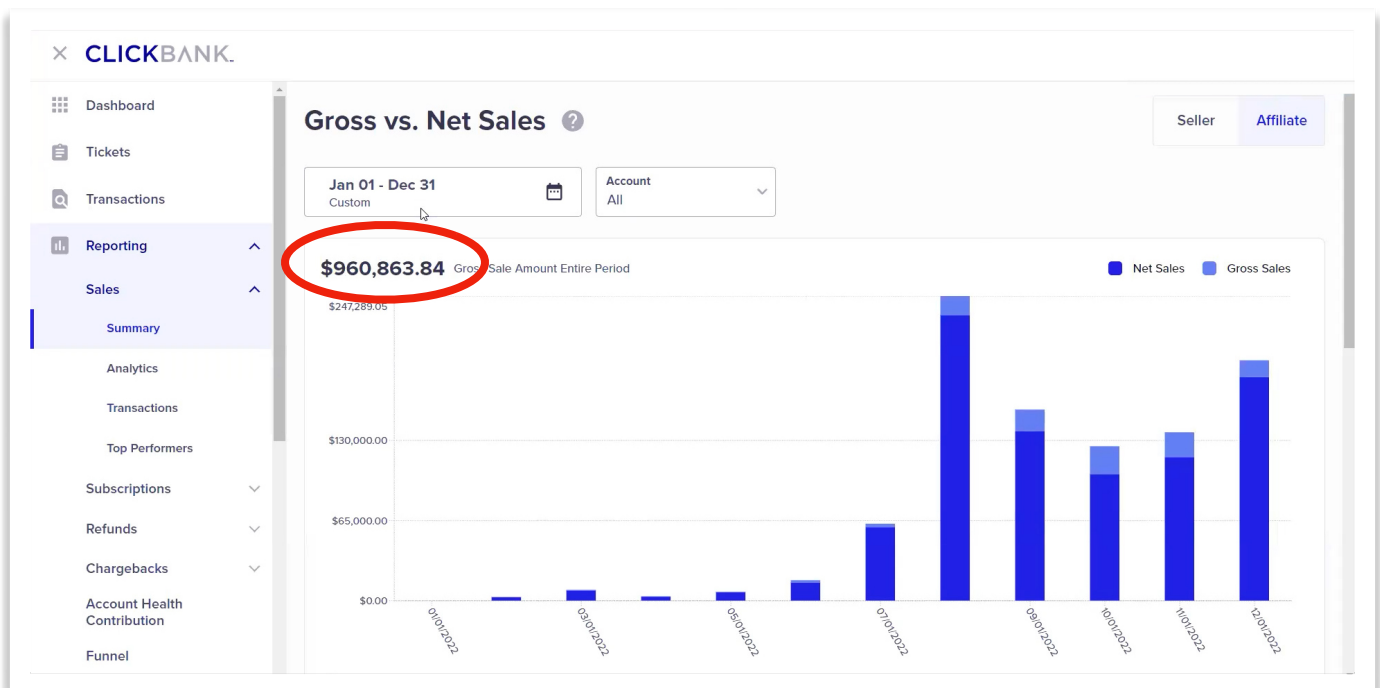 CLICKBANK
Dashboard
Tickets
Transactions
Reporting
Sales
Summary
Analytics
Transactions
Top Performers
Subscriptions
Refunds
Chargebacks
Account Health
Contribution
Funnel
Gross vs. Net Sales ?
Seller Affiliate
Jan 01 - Dec 31
Custom
Account
All
$960,863.84 Gross Sale Amount Entire Period
Net Sales Gross Sales
$247,289.05
$130,000.00
$65,000.00
$0.00
01/01/2022 03/01/2022 05/01/2022 07/01/2022 09/01/2022 10/01/2022 11/01/2022 12/01/2022